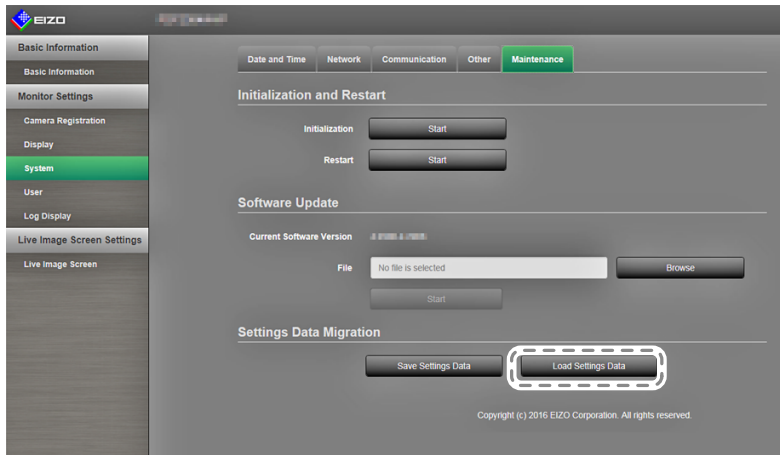 EIZO
Basic Information
Basic Information
Monitor Settings
Camera Registration
Display
System
User
Log Display
Live Image Screen Settings
Live Image Screen
Date and Time Network Communication Other Maintenance
Initialization and Restart
Initialization Start
Restart Start
Software Update
Current Software Version
File No file is selected Browse
Start
Settings Data Migration
Save Settings Data Load Settings Data
Copyright (c) 2016 EIZO Corporation. All rights reserved.